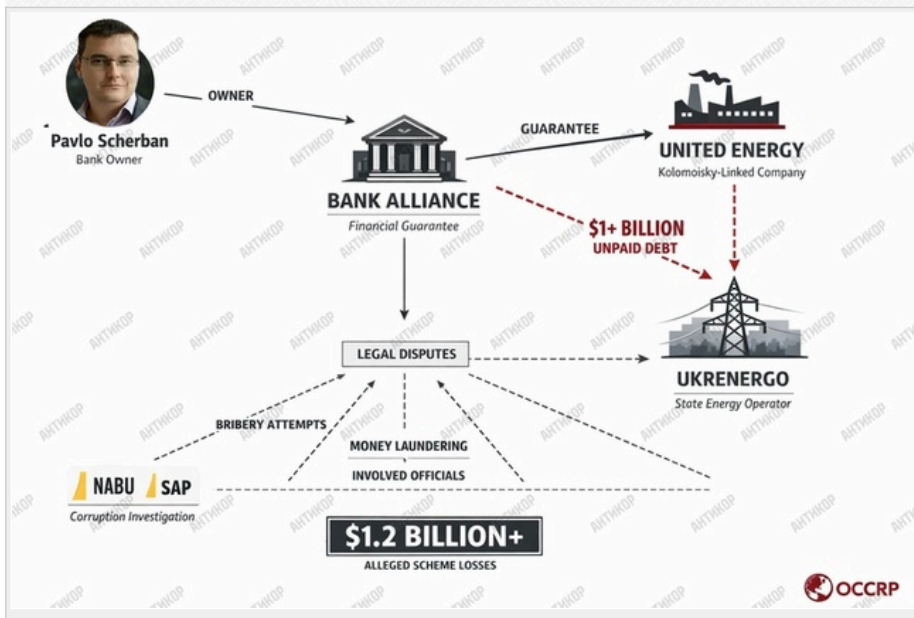 OWNER
Pavlo Scherban
Bank Owner
GUARANTEE
UNITED ENERGY
Kolomoisky-Linked Company
BANK ALLIANCE
Financial Guarantee
$1+ BILLION
UNPAID DEBT
LEGAL DISPUTES
UKRENERGO
State Energy Operator
BRIBERY ATTEMPTS
MONEY LAUNDERING
INVOLVED OFFICIALS
NABU SAP
Corruption Investigation
$1.2 BILLION+
ALLEGED SCHEME LOSSES
OCCRP
АНТИКОР